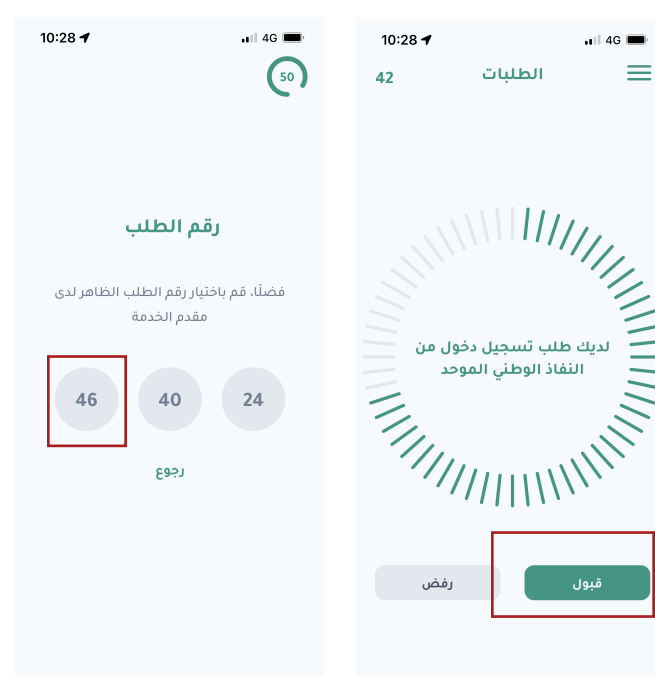 10:28
4G
50
رقم الطلب
فضلًا، قم باختيار رقم الطلب الظاهر لدى
مقدم الخدمة
46 40 24
رجوع
10:28
4G
42 الطلبات
لديك طلب تسجيل دخول من
النفاذ الوطني الموحد
قبول
رفض